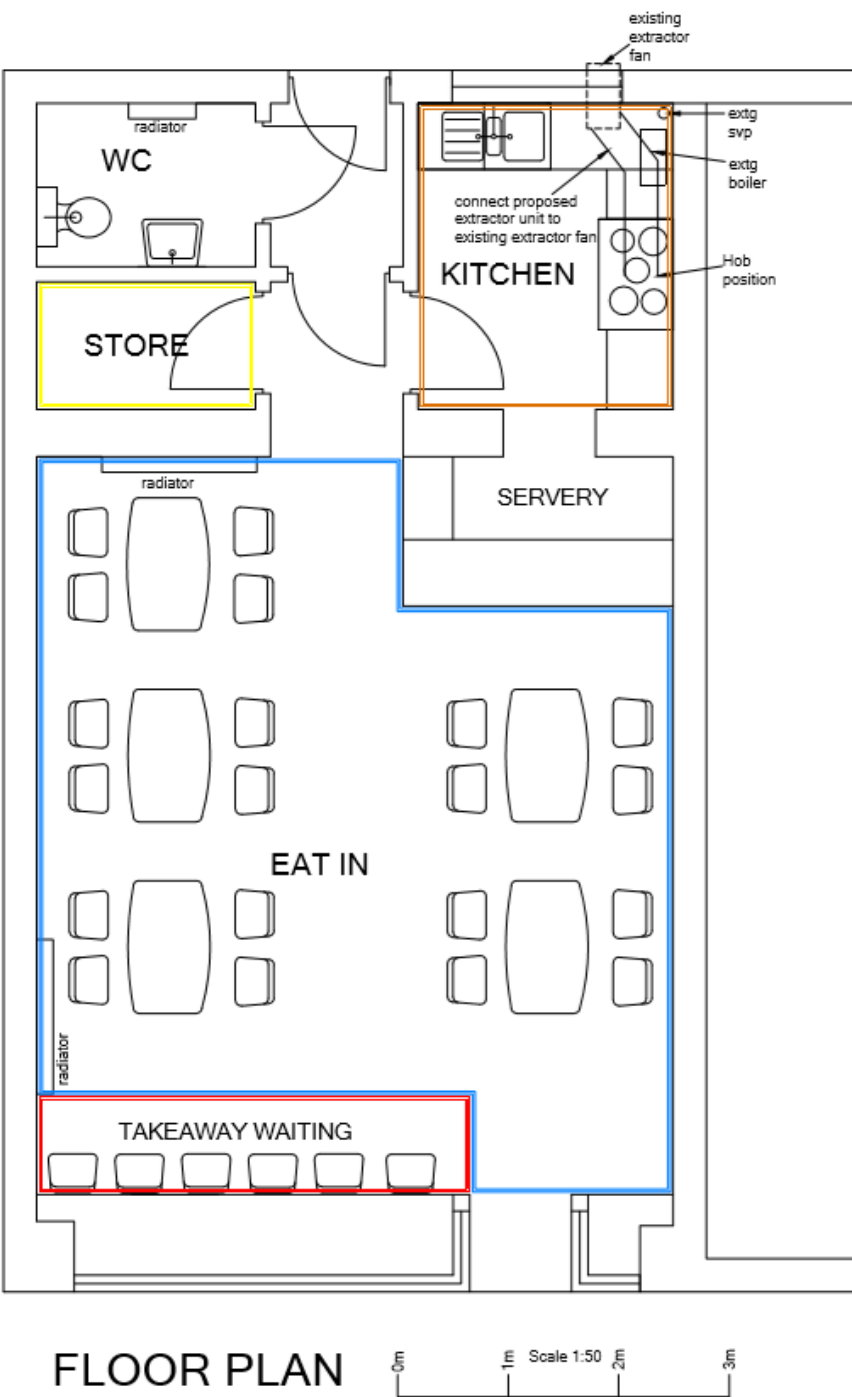 existing
extractor
fan
radiator
WC
extg
svp
extg
boiler
connect proposed
extractor unit to
existing extractor fan
KITCHEN
Hob
position
STORE
radiator
SERVERY
EAT IN
radiator
TAKEAWAY WAITING
FLOOR PLAN
0m
1m
Scale 1:50
2m
3m